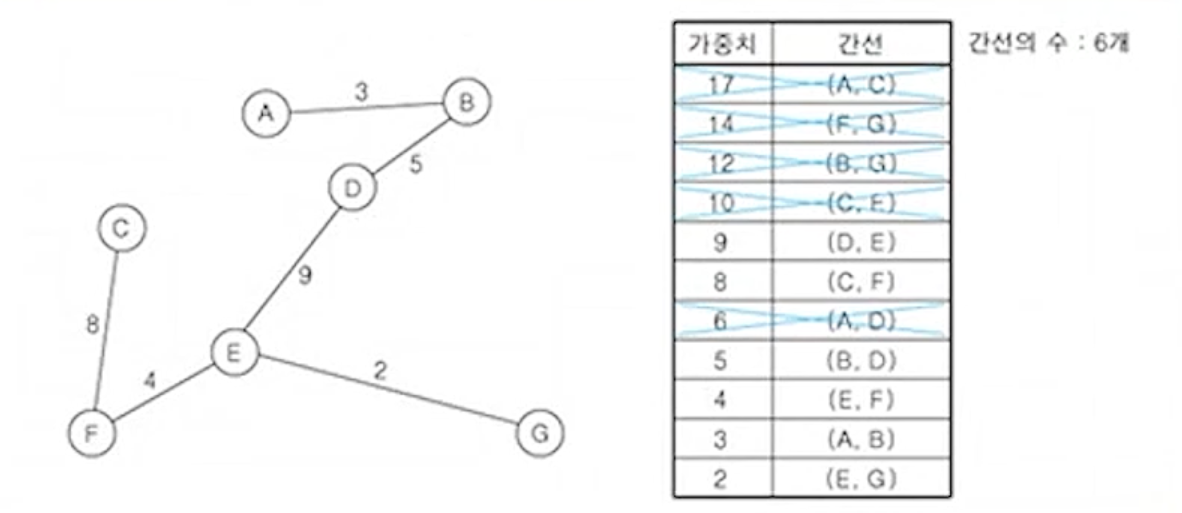 가중치 간선
17 (A, C)
14 (F, G)
12 (B, G)
10 (C, E)
9 (D, E)
8 (C, F)
6 (A, D)
5 (B, D)
4 (E, F)
3 (A, B)
2 (E, G)
간선의 수 : 6개
A
3
B
5
D
C
9
8
E
2
4
F
G